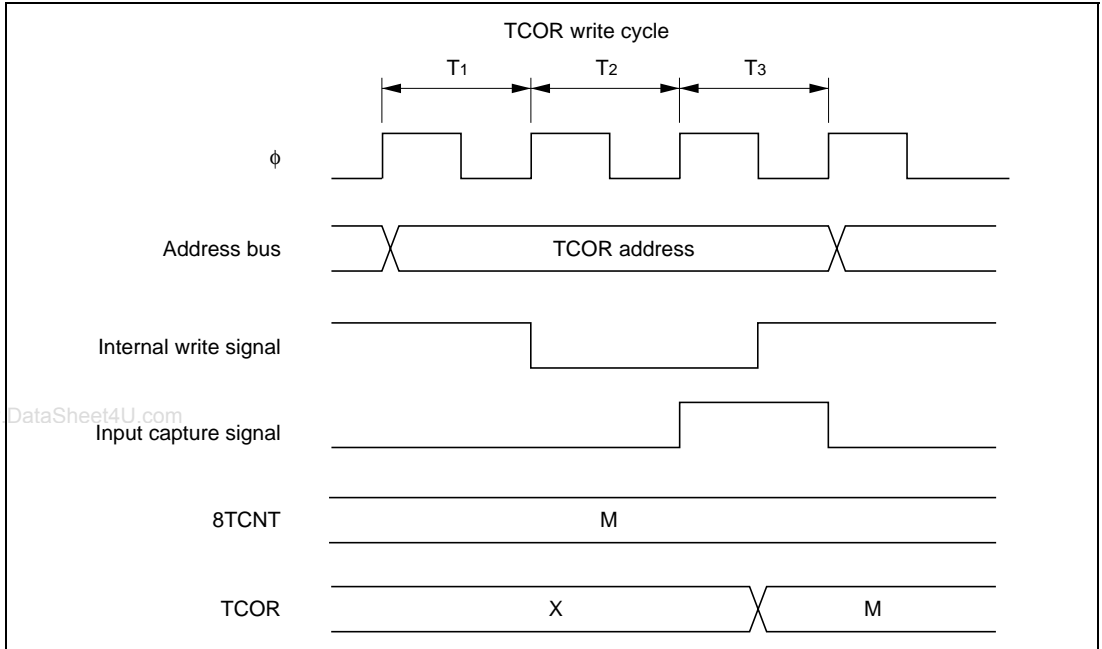 TCOR write cycle
T1 T2 T3
ϕ
Address bus TCOR address
Internal write signal
.DataSheet4U.com
Input capture signal
8TCNT M
TCOR X M